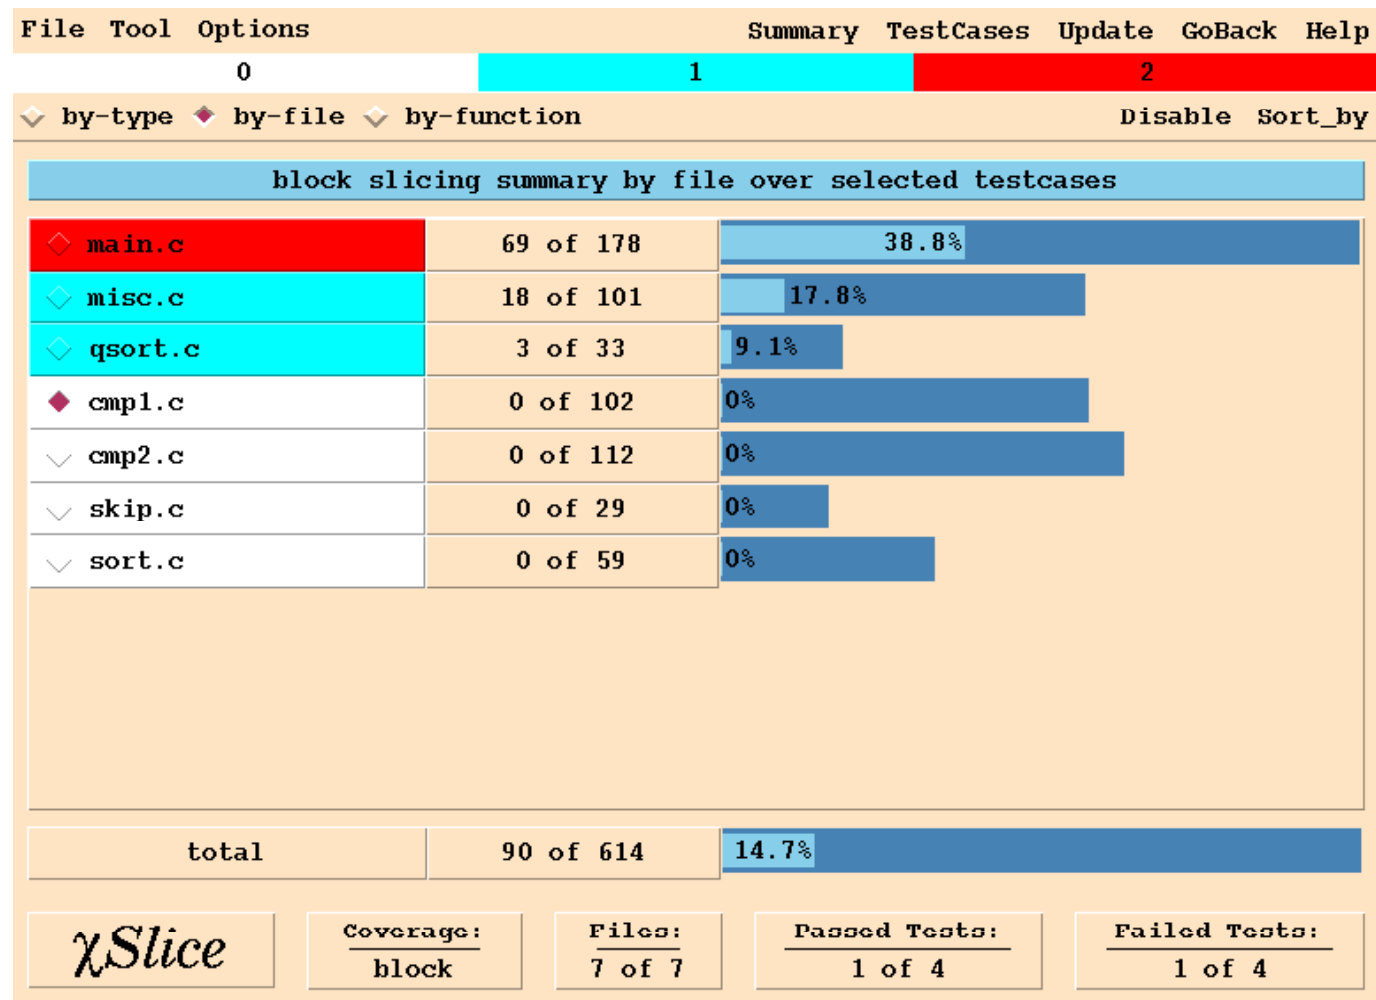 File Tool Options Summary TestCases Update GoBack Help
0 1 2
by-type by-file by-function Disable Sort_by
block slicing summary by file over selected testcases
main.c 69 of 178 38.8%
misc.c 18 of 101 17.8%
qsort.c 3 of 33 9.1%
cmp1.c 0 of 102 0%
cmp2.c 0 of 112 0%
skip.c 0 of 29 0%
sort.c 0 of 59 0%
total 90 of 614 14.7%
χSlice Coverage: Files: Passed Tests: Failed Tests:
block 7 of 7 1 of 4 1 of 4